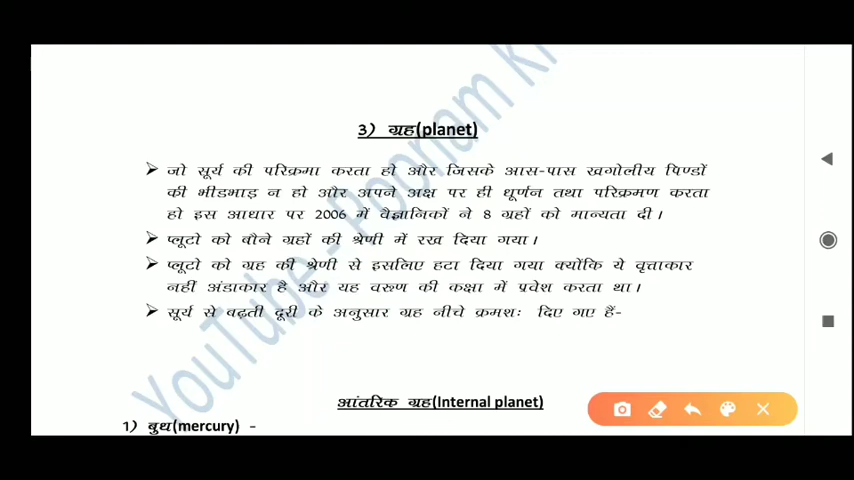 3) ग्रह(planet)
➢ जो सूर्य की परिक्रमा करता हो और जिसके आस-पास खगोलीय पिण्डों
की भीडभाड़ न हो और अपने अक्ष पर ही धूर्णन तथा परिक्रमण करता
हो इस आधार पर 2006 में वैज्ञानिकों ने 8 ग्रहों को मान्यता दी।
➢ प्लूटो को बौने ग्रहों की श्रेणी में रख दिया गया।
➢ प्लूटो को ग्रह की श्रेणी से इसलिए हटा दिया गया क्योंकि ये वृत्ताकार
नहीं अंडाकार है और यह वरूण की कक्षा में प्रवेश करता था।
➢ सूर्य से बढ़ती दूरी के अनुसार ग्रह नीचे क्रमशः दिए गए हैं-
आंतरिक ग्रह(Internal planet)
1) बुध(mercury) -
YouTube - Poonam